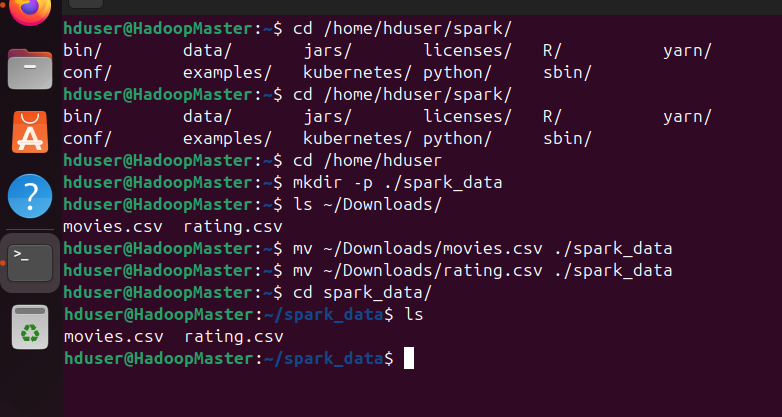 hduser@HadoopMaster:~$ cd /home/hduser/spark/
bin/ data/ jars/ licenses/ R/ yarn/
conf/ examples/ kubernetes/ python/ sbin/
hduser@HadoopMaster:~$ cd /home/hduser/spark/
bin/ data/ jars/ licenses/ R/ yarn/
conf/ examples/ kubernetes/ python/ sbin/
hduser@HadoopMaster:~$ cd /home/hduser
hduser@HadoopMaster:~$ mkdir -p ./spark_data
hduser@HadoopMaster:~$ ls ~/Downloads/
movies.csv rating.csv
hduser@HadoopMaster:~$ mv ~/Downloads/movies.csv ./spark_data
hduser@HadoopMaster:~$ mv ~/Downloads/rating.csv ./spark_data
hduser@HadoopMaster:~$ cd spark_data/
hduser@HadoopMaster:~/spark_data$ ls
movies.csv rating.csv
hduser@HadoopMaster:~/spark_data$